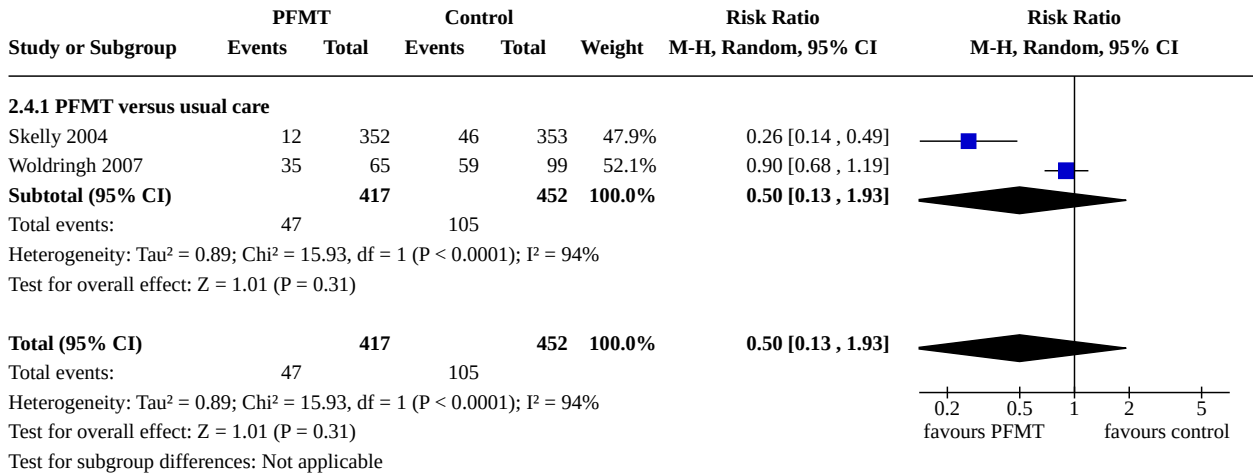 PFMT Control Risk Ratio Risk Ratio
Study or Subgroup Events Total Events Total Weight M-H, Random, 95% CI M-H, Random, 95% CI
2.4.1 PFMT versus usual care
Skelly 2004 12 352 46 353 47.9% 0.26 [0.14 , 0.49]
Woldringh 2007 35 65 59 99 52.1% 0.90 [0.68 , 1.19]
Subtotal (95% CI) 417 452 100.0% 0.50 [0.13 , 1.93]
Total events: 47 105
Heterogeneity: Tau² = 0.89; Chi² = 15.93, df = 1 (P < 0.0001); I² = 94%
Test for overall effect: Z = 1.01 (P = 0.31)
Total (95% CI) 417 452 100.0% 0.50 [0.13 , 1.93]
Total events: 47 105
Heterogeneity: Tau² = 0.89; Chi² = 15.93, df = 1 (P < 0.0001); I² = 94% 0.2 0.5 1 2 5
Test for overall effect: Z = 1.01 (P = 0.31) favours PFMT favours control
Test for subgroup differences: Not applicable